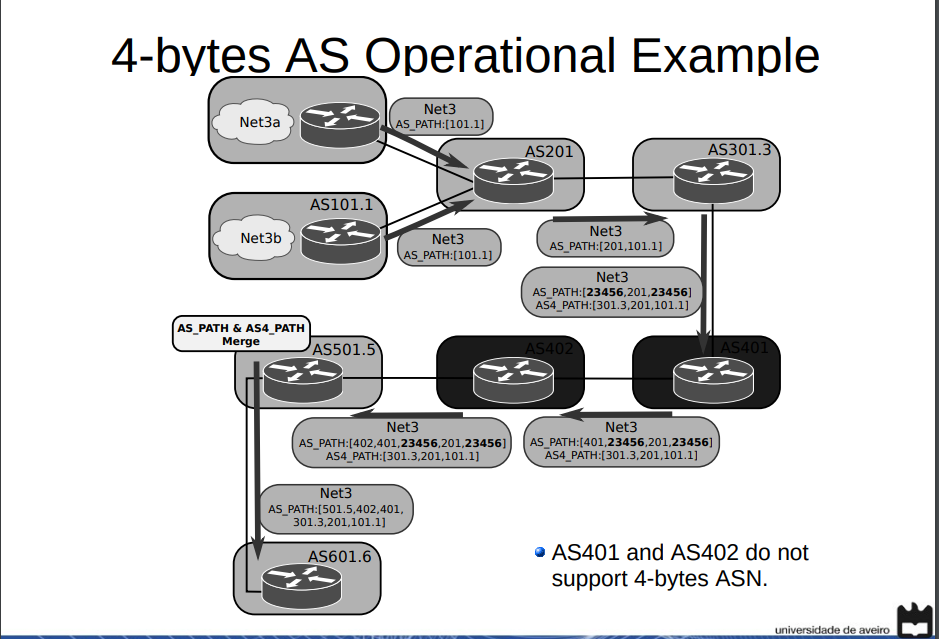 4-bytes AS Operational Example
Net3a
Net3
AS_PATH:[101.1]
AS201
AS301.3
AS101.1
Net3b
Net3
AS_PATH:[101.1]
Net3
AS_PATH:[201,101.1]
Net3
AS_PATH:[23456,201,23456]
AS4_PATH:[301.3,201,101.1]
AS_PATH & AS4_PATH
Merge
AS501.5
AS402
AS401
Net3
AS_PATH:[402,401,23456,201,23456]
AS4_PATH:[301.3,201,101.1]
Net3
AS_PATH:[401,23456,201,23456]
AS4_PATH:[301.3,201,101.1]
Net3
AS_PATH:[501.5,402,401,
301.3,201,101.1]
AS601.6
AS401 and AS402 do not
support 4-bytes ASN.
universidade de aveiro